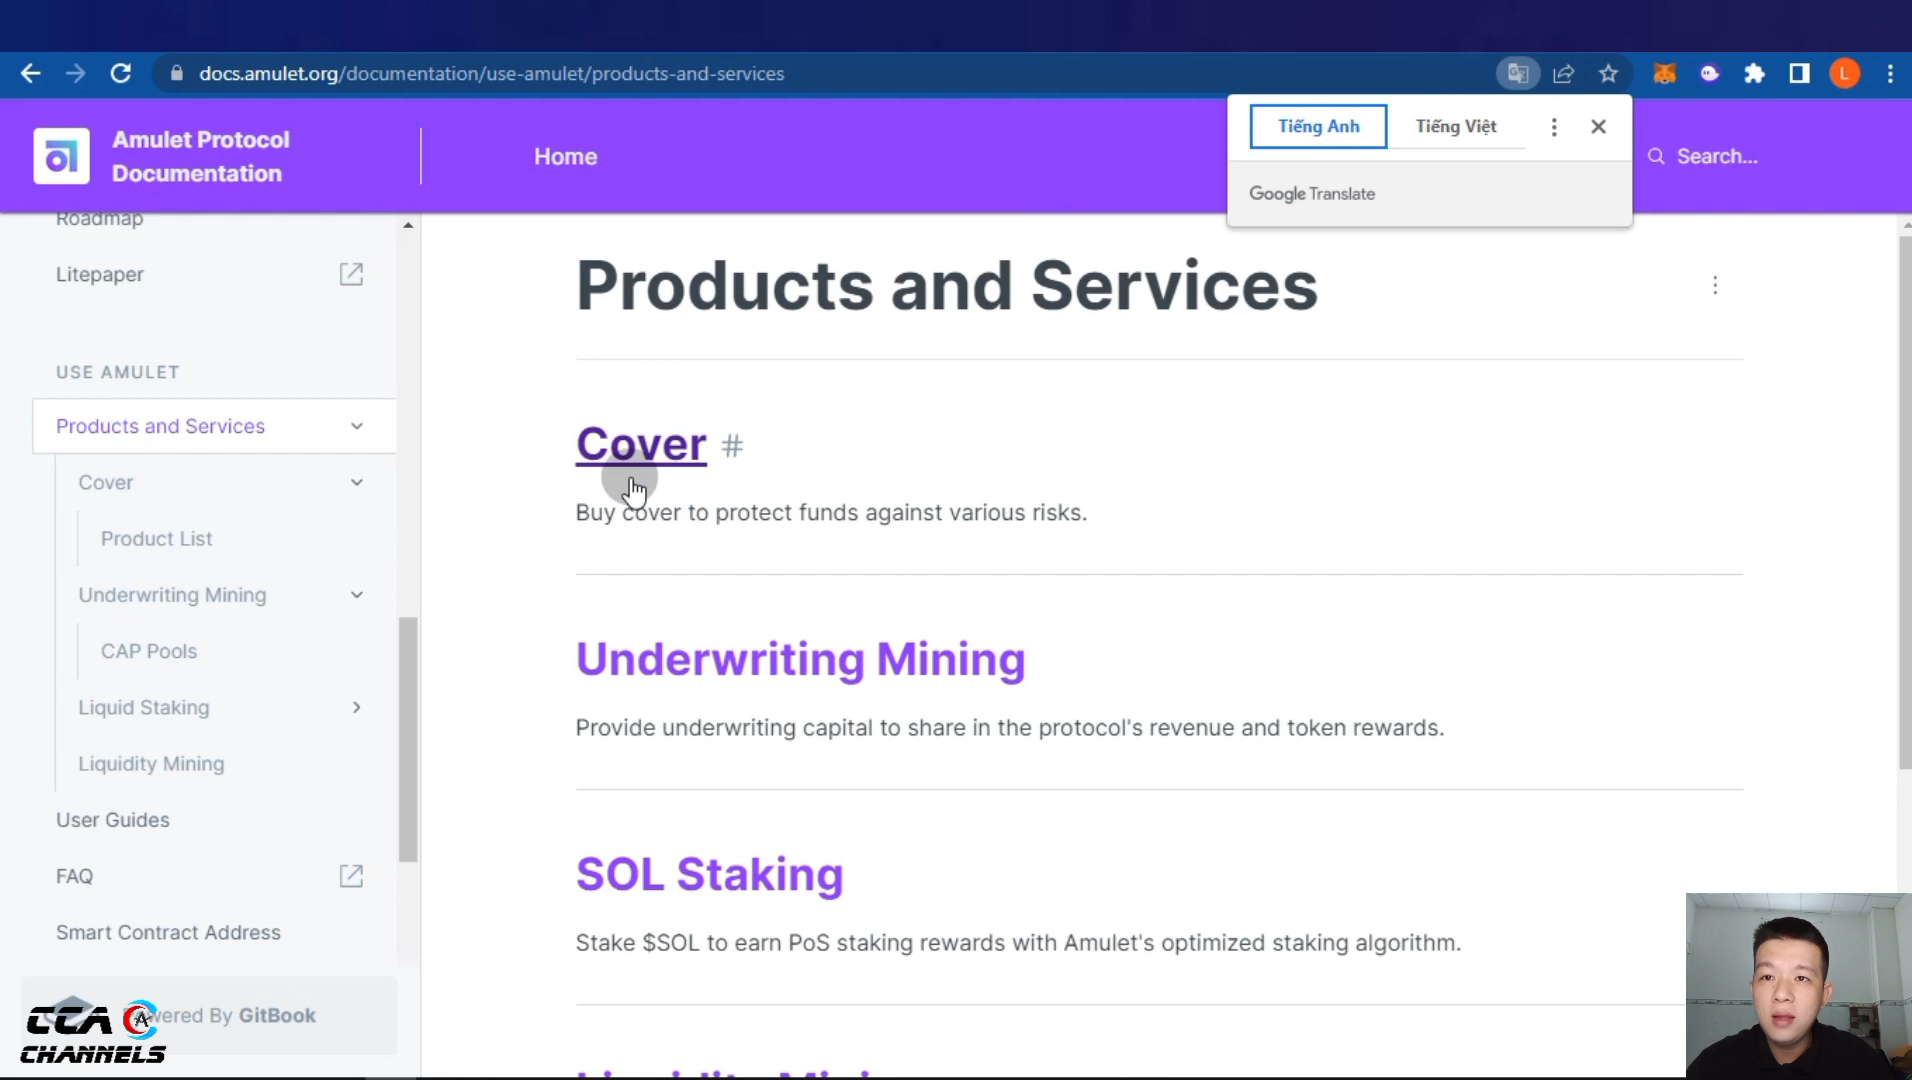 docs.amulet.org/documentation/use-amulet/products-and-services
L
Tiếng Anh
Tiếng Việt
Google Translate
Amulet Protocol
Documentation
Home
Search...
Roadmap
Litepaper
USE AMULET
Products and Services
Cover
Product List
Underwriting Mining
CAP Pools
Liquid Staking
Liquidity Mining
User Guides
FAQ
Smart Contract Address
Powered By GitBook
CCA CA
CHANNELS
Products and Services
Cover #
Buy cover to protect funds against various risks.
Underwriting Mining
Provide underwriting capital to share in the protocol's revenue and token rewards.
SOL Staking
Stake $SOL to earn PoS staking rewards with Amulet's optimized staking algorithm.